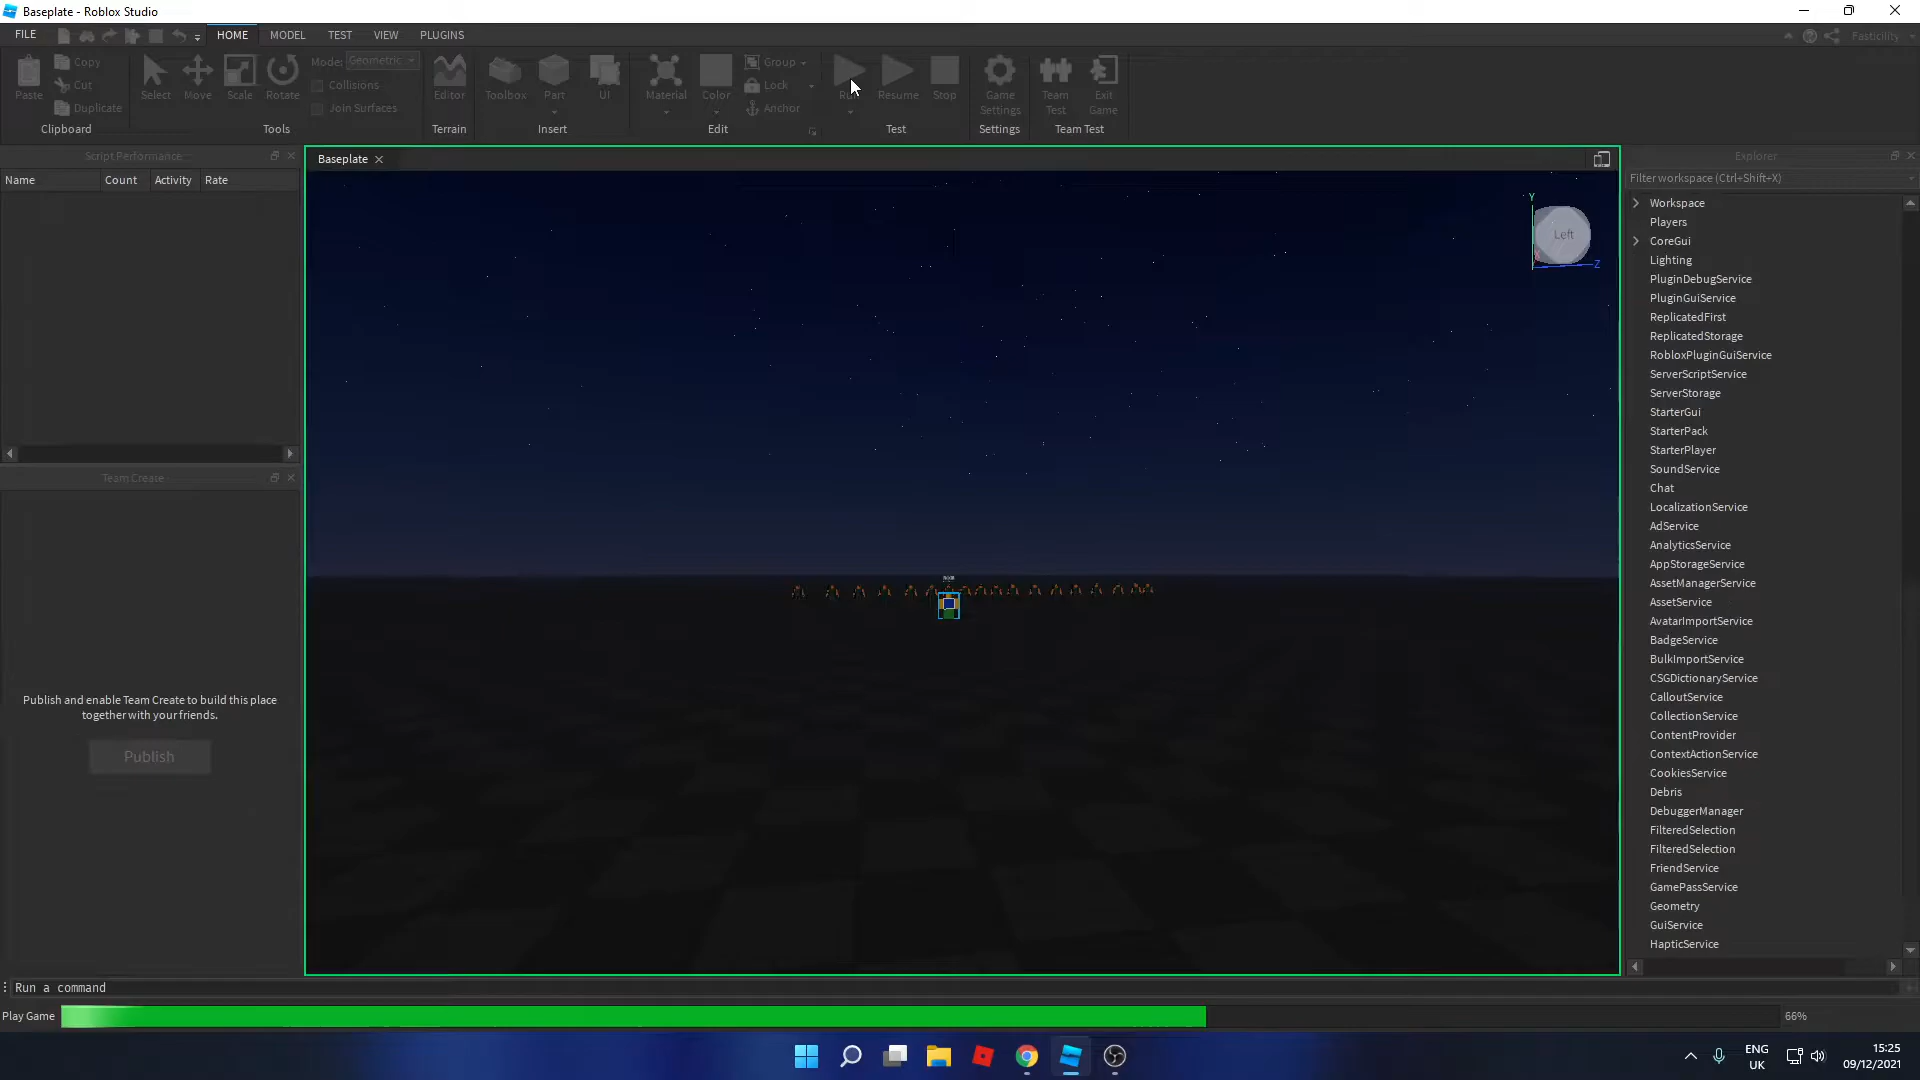 Baseplate - Roblox Studio
FILE
HOME
MODEL
TEST
VIEW
PLUGINS
Fasticility
Paste
Copy
Cut
Duplicate
Clipboard
Select
Move
Scale
Rotate
Mode: Geometric
Collisions
Join Surfaces
Tools
Editor
Terrain
Toolbox
Part
UI
Insert
Material
Color
Group
Lock
Anchor
Edit
Run
Resume
Stop
Test
Game
Settings
Settings
Team
Test
Exit
Game
Team Test
Script Performance
Name Count Activity Rate
Team Create
Publish and enable Team Create to build this place
together with your friends.
Publish
Baseplate
Y
Left
Z
Explorer
Filter workspace (Ctrl+Shift+X)
Workspace
Players
CoreGui
Lighting
PluginDebugService
PluginGuiService
ReplicatedFirst
ReplicatedStorage
RobloxPluginGuiService
ServerScriptService
ServerStorage
StarterGui
StarterPack
StarterPlayer
SoundService
Chat
LocalizationService
AdService
AnalyticsService
AppStorageService
AssetManagerService
AssetService
AvatarImportService
BadgeService
BulkImportService
CSGDictionaryService
CalloutService
CollectionService
ContentProvider
ContextActionService
CookiesService
Debris
DebuggerManager
FilteredSelection
FilteredSelection
FriendService
GamePassService
Geometry
GuiService
HapticService
Run a command
Play Game
66%
ENG
UK
15:25
09/12/2021